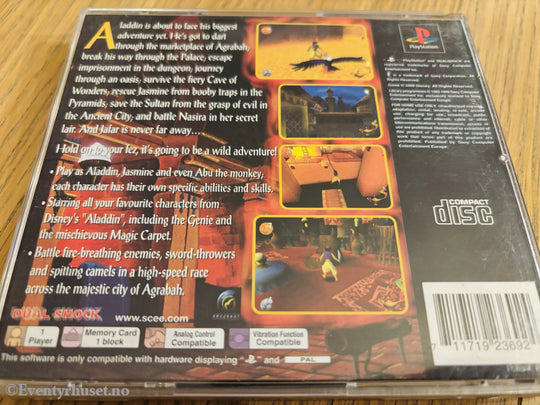 Aladdin is about to face his biggest
adventure yet. He's got to dart
through the marketplace of Agrabah;
break his way through the Palace; escape
imprisonment in the dungeon; journey
through an oasis; survive the fiery Cave of
Wonders, rescue Jasmine from booby traps in the
Pyramids; save the Sultan from the grasp of evil in
the Ancient City; and battle Nasira in her secret
lair. And Jafar is never far away…
Hold on to your fez, it's going to be a wild adventure!
• Play as Aladdin, Jasmine and even Abu the monkey;
each character has their own specific abilities and skills.
• Starring all your favourite characters from
Disney's "Aladdin", including the Genie and
the mischievous Magic Carpet.
• Battle fire-breathing enemies, sword-throwers
and spitting camels in a high-speed race
across the majestic city of Agrabah.
DUAL SHOCK
www.scee.com
ARGONAUT
1
Player
Memory Card
1 block
Analog Control
Compatible
Vibration Function
Compatible
This software is only compatible with hardware displaying
and
PAL
PlayStation
COMPACT
disc
7 11719 23692
©Eventyrhuset.no